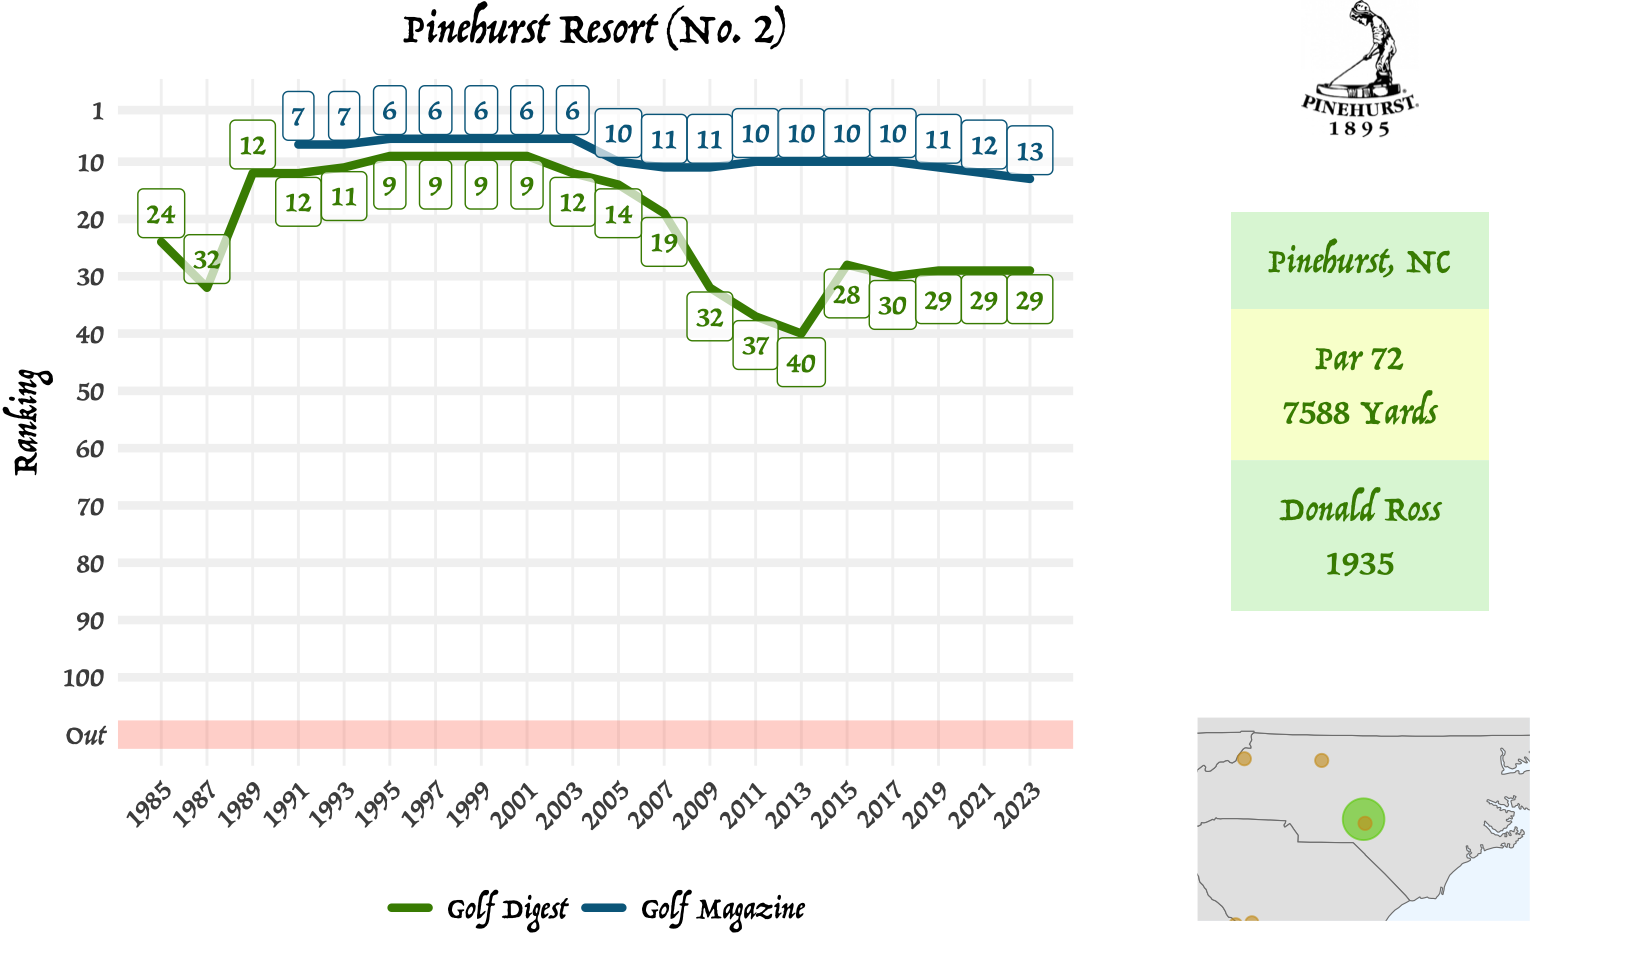 Pinehurst Resort (No. 2)
Ranking
1
10
20
30
40
50
60
70
80
90
100
Out
7 7 6 6 6 6 6 10 11 11 10 10 10 10 11 12 13
24 32 12 12 11 9 9 9 9 12 14 19 32 37 40 28 30 29 29 29
1985 1987 1989 1991 1993 1995 1997 1999 2001 2003 2005 2007 2009 2011 2013 2015 2017 2019 2021 2023
Golf Digest Golf Magazine
PINEHURST.
1895
Pinehurst, NC
Par 72
7588 Yards
Donald Ross
1935